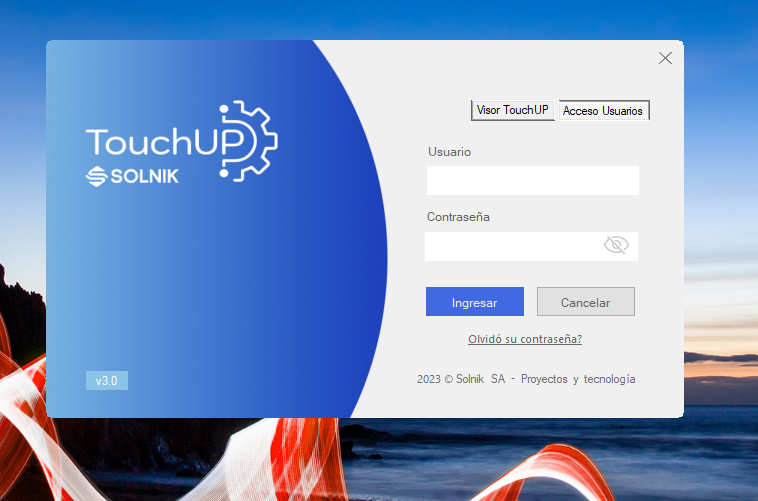 TouchUP
SOLNIK
v3.0
Visor TouchUP
Acceso Usuarios
Usuario
Contraseña
Ingresar
Cancelar
Olvidó su contraseña?
2023 © Solnik SA - Proyectos y tecnología